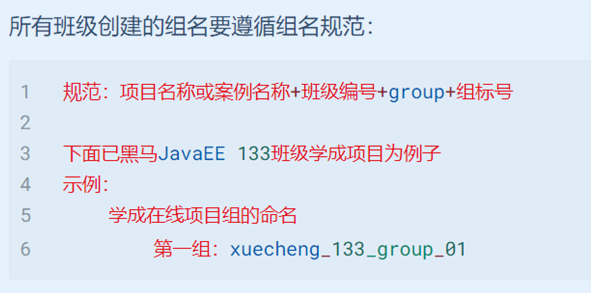 所有班级创建的组名要遵循组名规范：
1 规范：项目名称或案例名称+班级编号+group+组标号
2
3 下面已黑马JavaEE 133班级学成项目为例子
4 示例：
5 学成在线项目组的命名
6 第一组：xuecheng_133_group_01